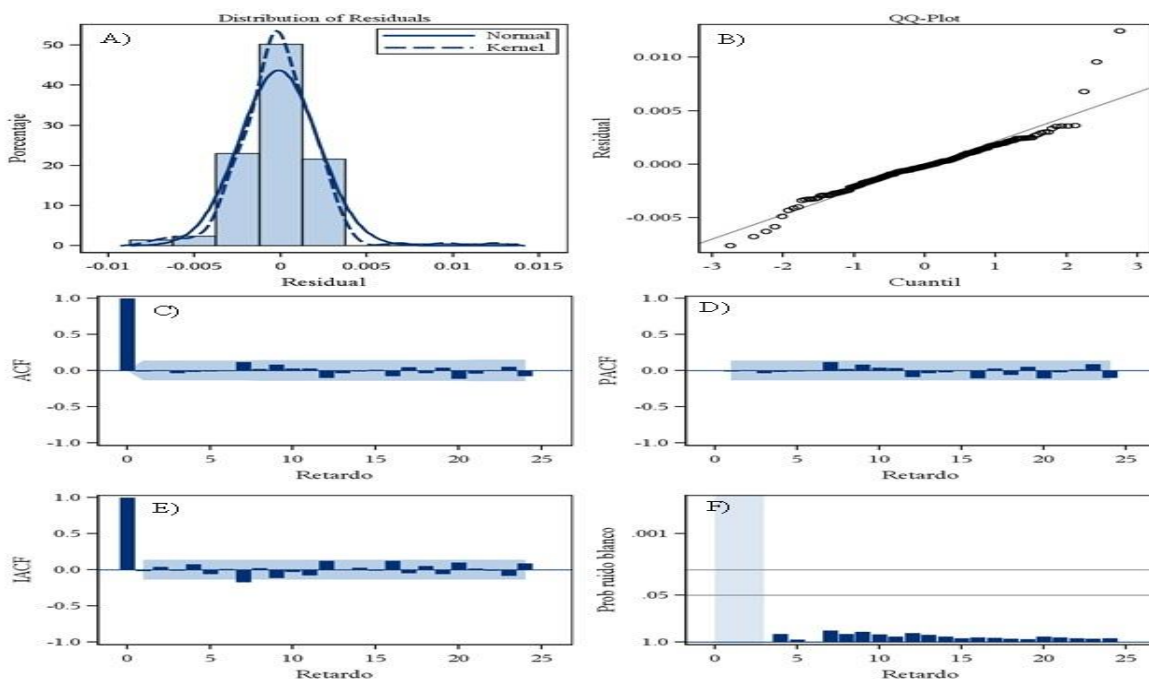 Distribution of Residuals
A)
Normal
Kernel
Porcentaje
50
40
30
20
10
0
-0.01 -0.005 0 0.005 0.01 0.015
Residual
QQ-Plot
B)
Residual
0.010
0.005
0.000
-0.005
-3 -2 -1 0 1 2 3
Cuantil
C)
ACF
1.0
0.5
0.0
-0.5
-1.0
0 5 10 15 20 25
Retardo
D)
PACF
1.0
0.5
0.0
-0.5
-1.0
0 5 10 15 20 25
Retardo
E)
IACF
1.0
0.5
0.0
-0.5
-1.0
0 5 10 15 20 25
Retardo
F)
Prob ruido blanco
.001
.05
1.0
0 5 10 15 20 25
Retardo